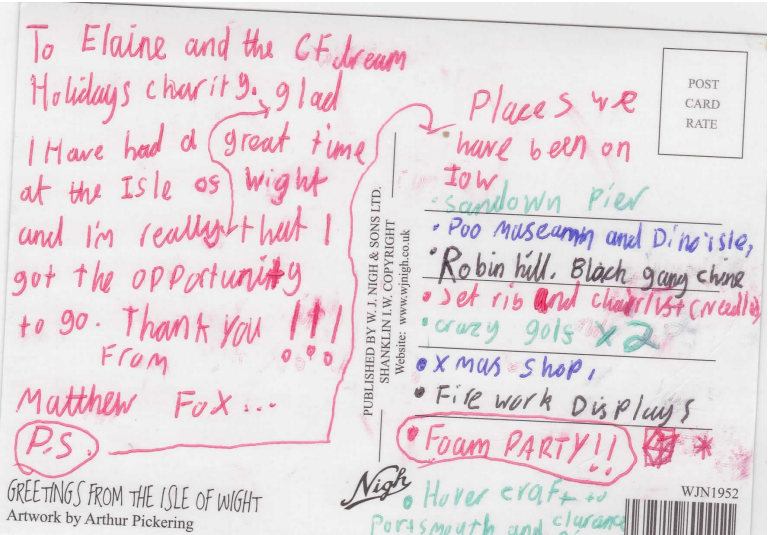 To Elaine and the CF dream
Holidays charity. glad
I Have had a great time
at the Isle os wight
and I'm really that I
got the opportunity
to go. Thank you !!!
From
Matthew Fox...
P.S.
GREETINGS FROM THE ISLE OF WIGHT
Artwork by Arthur Pickering
PUBLISHED BY W. J. NIGH & SONS LTD.
SHANKLIN I.W. COPYRIGHT
Website: www.wjnigh.co.uk
Nigh
POST
CARD
RATE
Places we
have been on
IOW
• Sandown Pier
• Poo museamm and Dino isle,
• Robin hill. Black gang chine
• Jet rib and (needles)
• crazy gols x2
• Xmas shop,
• Fire work Displays
• Foam PARTY!!
• Hover craft to
Portsmouth and clarance
WJN1952